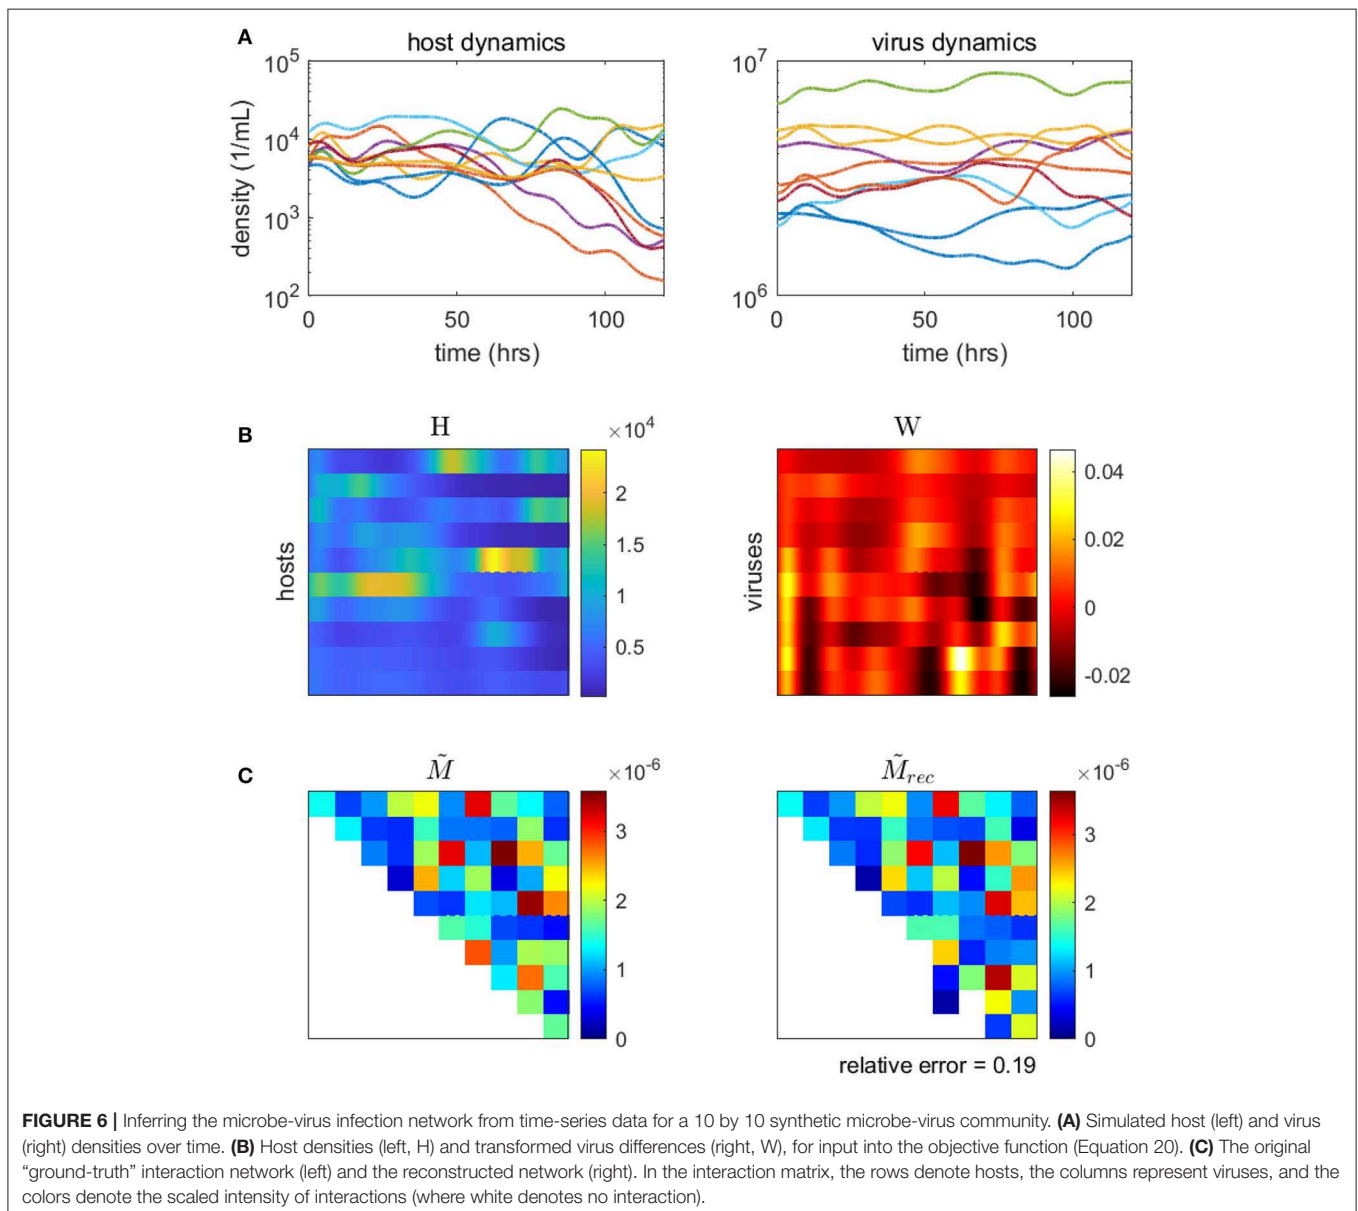 A
host dynamics
virus dynamics
10^5
10^4
10^3
10^2
density (1/mL)
0
50
100
time (hrs)
10^7
10^6
0
50
100
time (hrs)
B
H
×10^4
hosts
2
1.5
1
0.5
W
viruses
0.04
0.02
0
-0.02
C
M̃
×10^-6
3
2
1
0
M̃_rec
×10^-6
3
2
1
0
relative error = 0.19
FIGURE 6 | Inferring the microbe-virus infection network from time-series data for a 10 by 10 synthetic microbe-virus community. (A) Simulated host (left) and virus
(right) densities over time. (B) Host densities (left, H) and transformed virus differences (right, W), for input into the objective function (Equation 20). (C) The original
“ground-truth” interaction network (left) and the reconstructed network (right). In the interaction matrix, the rows denote hosts, the columns represent viruses, and the
colors denote the scaled intensity of interactions (where white denotes no interaction).